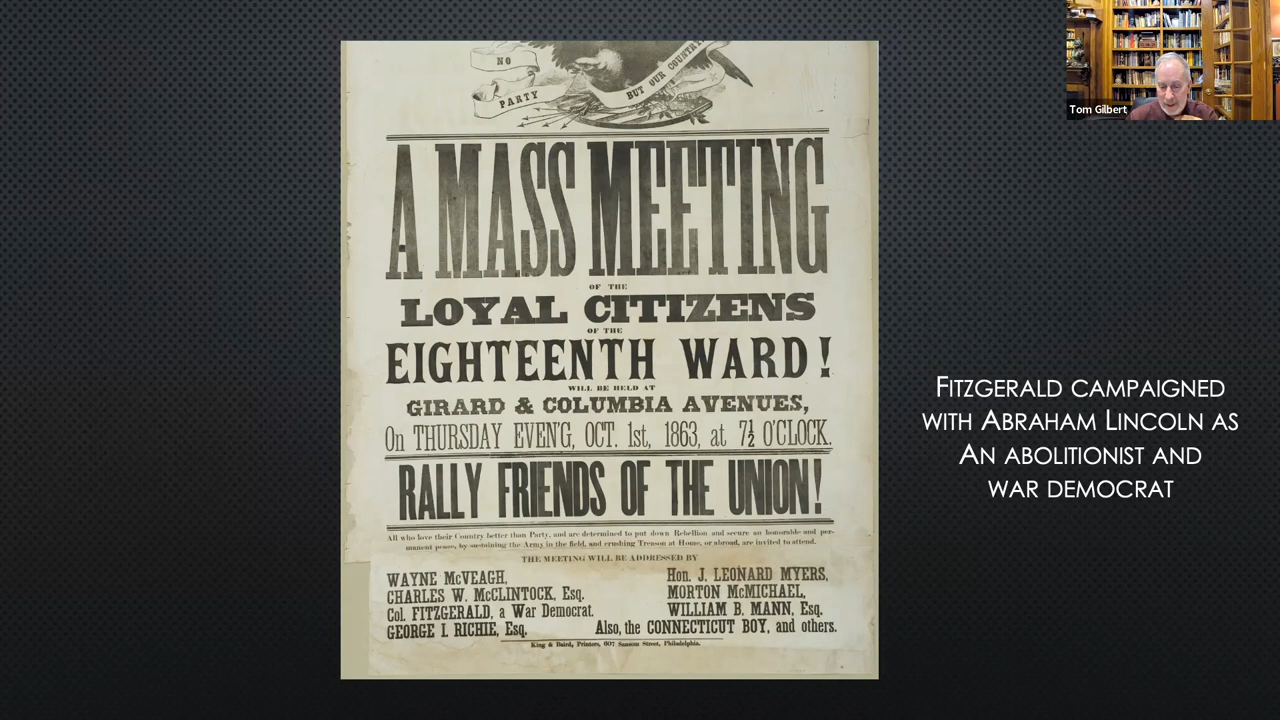 NO
PARTY
BUT OUR COUNTRY
A MASS MEETING
OF THE
LOYAL CITIZENS
OF THE
EIGHTEENTH WARD!
WILL BE HELD AT
GIRARD & COLUMBIA AVENUES,
On THURSDAY EVEN'G, OCT. 1st, 1863, at 7½ O'CLOCK.
RALLY FRIENDS OF THE UNION!
All who love their Country better than Party, and are determined to put down Rebellion and secure an honorable and per-
manent peace, by sustaining the Army in the field, and crushing Treason at Home, or abroad, are invited to attend.
THE MEETING WILL BE ADDRESSED BY
WAYNE McVEAGH,
CHARLES W. McCLINTOCK, Esq.
Col. FITZGERALD, a War Democrat.
GEORGE I. RICHIE, Esq.
Hon. J. LEONARD MYERS,
MORTON McMICHAEL,
WILLIAM B. MANN, Esq.
Also, the CONNECTICUT BOY, and others.
King & Baird, Printers, 607 Sansom Street, Philadelphia.
FITZGERALD CAMPAIGNED
WITH ABRAHAM LINCOLN AS
AN ABOLITIONIST AND
WAR DEMOCRAT
Tom Gilbert